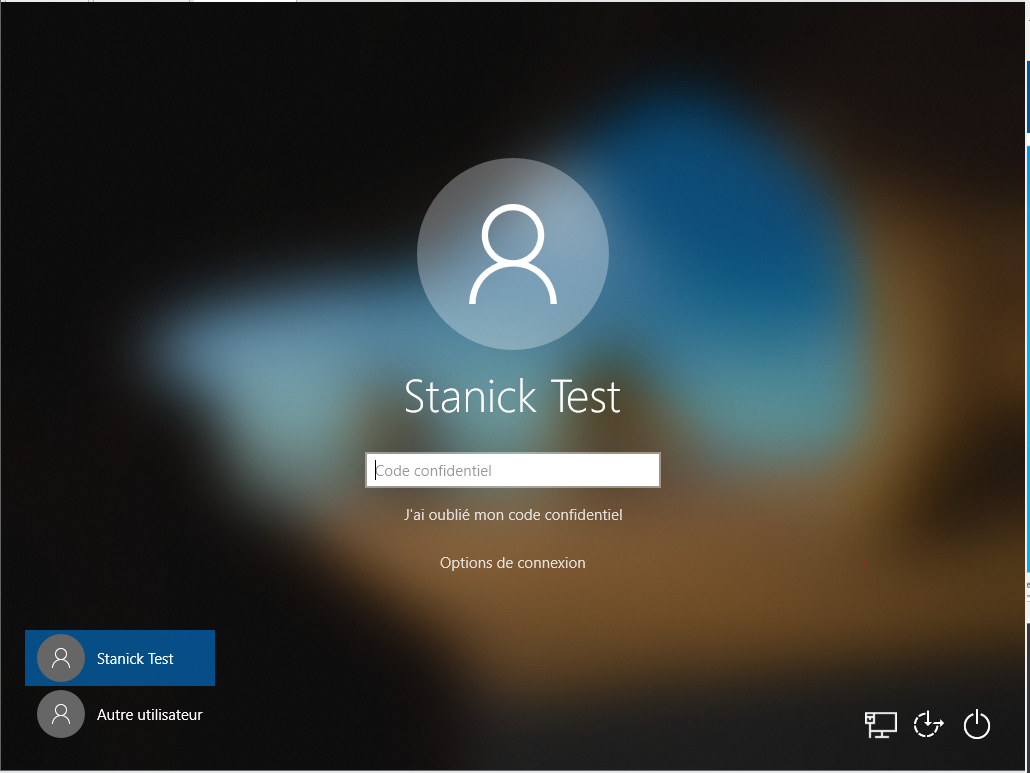 Stanick Test
Code confidentiel
J'ai oublié mon code confidentiel
Options de connexion
Stanick Test
Autre utilisateur